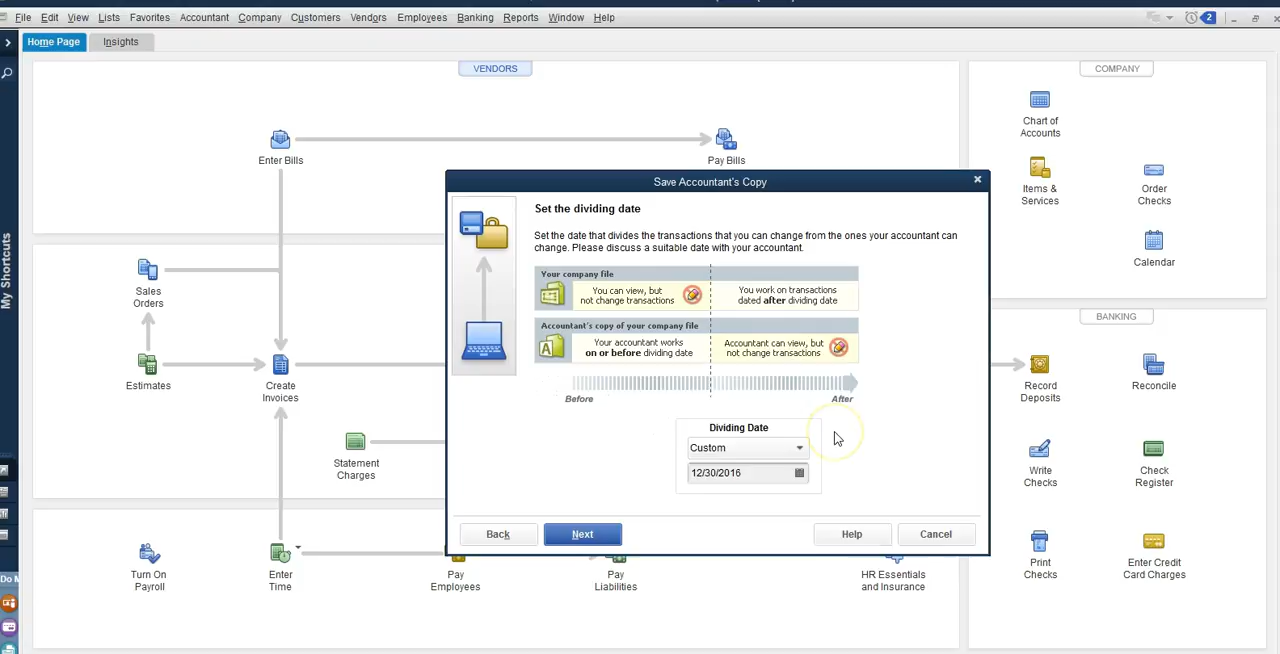 File Edit View Lists Favorites Accountant Company Customers Vendors Employees Banking Reports Window Help
2
Home Page Insights
My Shortcuts
Do M
VENDORS
Enter Bills
Pay Bills
Sales
Orders
Estimates
Create
Invoices
Statement
Charges
Turn On
Payroll
Enter
Time
Pay
Employees
Pay
Liabilities
HR Essentials
and Insurance
Save Accountant's Copy
Set the dividing date
Set the date that divides the transactions that you can change from the ones your accountant can
change. Please discuss a suitable date with your accountant.
Your company file
You can view, but
not change transactions
You work on transactions
dated after dividing date
Accountant's copy of your company file
Your accountant works
on or before dividing date
Accountant can view, but
not change transactions
Before
After
Dividing Date
Custom
12/30/2016
Back
Next
Help
Cancel
COMPANY
Chart of
Accounts
Items &
Services
Order
Checks
Calendar
BANKING
Record
Deposits
Reconcile
Write
Checks
Check
Register
Print
Checks
Enter Credit
Card Charges